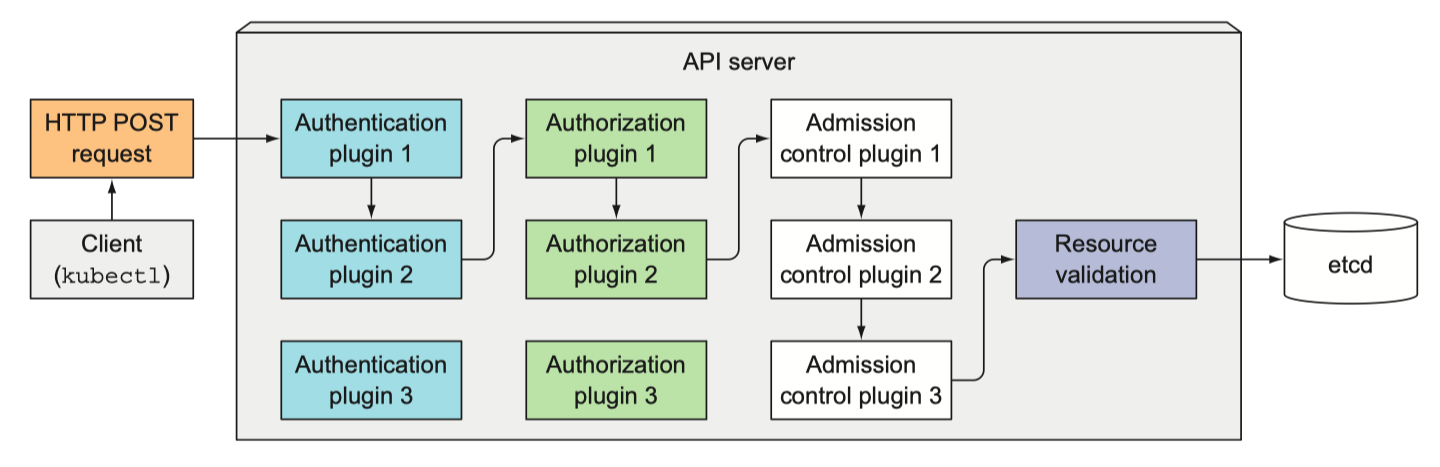 API server
HTTP POST
request
Client
(kubectl)
Authentication
plugin 1
Authentication
plugin 2
Authentication
plugin 3
Authorization
plugin 1
Authorization
plugin 2
Authorization
plugin 3
Admission
control plugin 1
Admission
control plugin 2
Admission
control plugin 3
Resource
validation
etcd